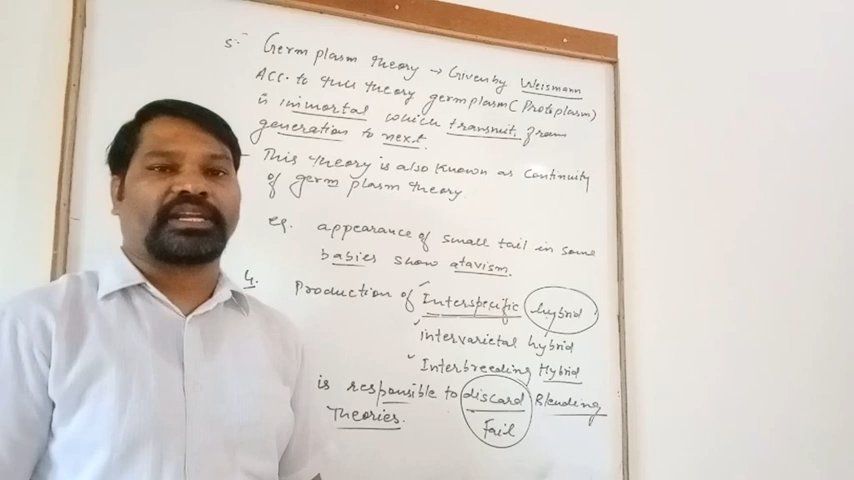 5:- Germ plasm theory → Given by Weismann
Acc. to this theory germplasm (Protoplasm)
is immortal which transmit from
generation to next.
- This theory is also known as continuity
of germ plasm theory.
eg. appearance of small tail in some
babies show atavism.
4. Production of Interspecific hybrid
intervarietal hybrid
Interbreeding Hybrid
is responsible to discard Blending
Theories. Fail